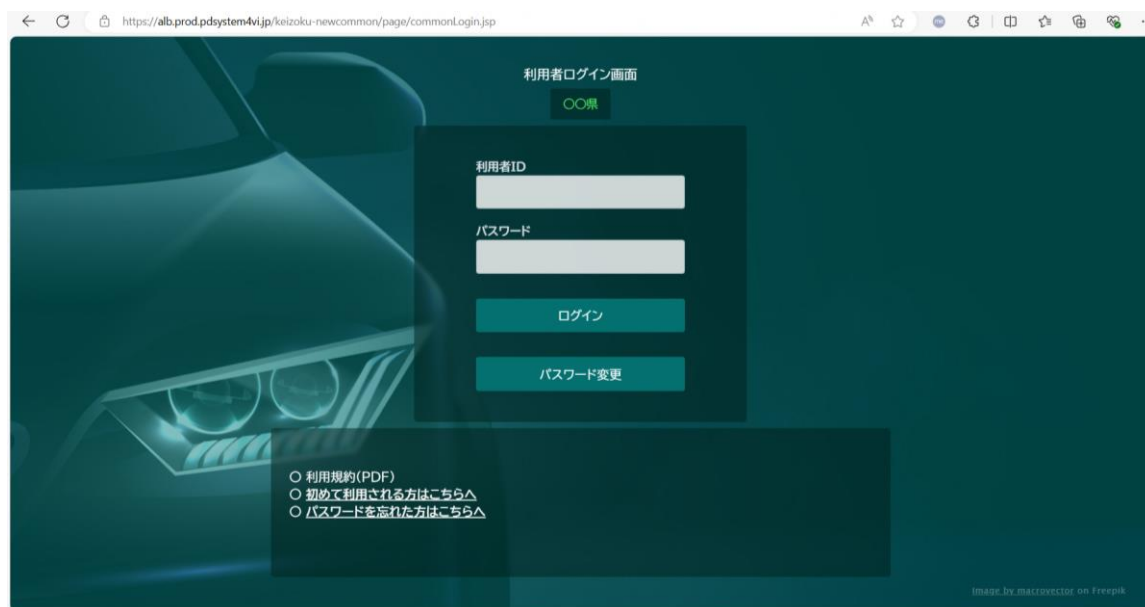 https://alb.prod.pdsystem4vi.jp/keizoku-newcommon/page/commonLogin.jsp
利用者ログイン画面
〇〇県
利用者ID
パスワード
ログイン
パスワード変更
〇 利用規約(PDF)
〇 初めて利用される方はこちらへ
〇 パスワードを忘れた方はこちらへ
Image by macrovector on Freepik